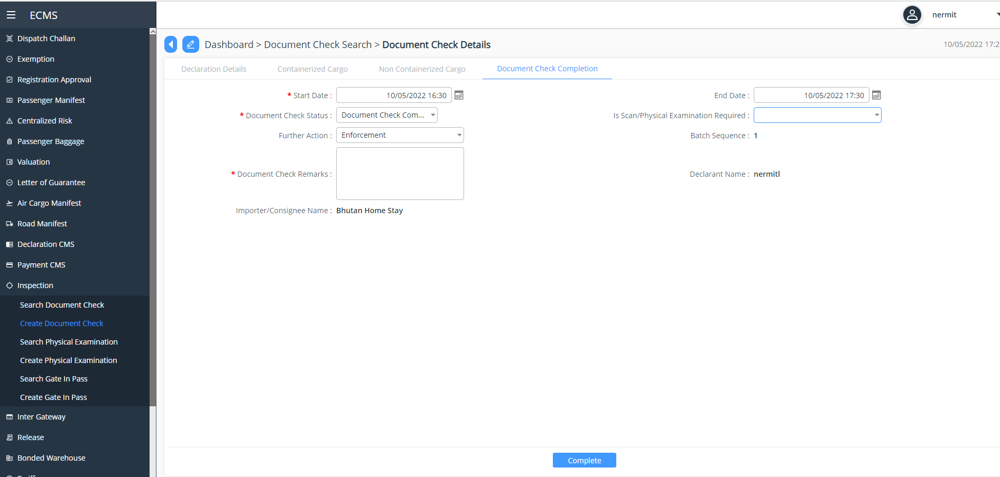 ECMS
nermit
Dispatch Challan
Exemption
Registration Approval
Passenger Manifest
Centralized Risk
Passenger Baggage
Valuation
Letter of Guarantee
Air Cargo Manifest
Road Manifest
Declaration CMS
Payment CMS
Inspection
Search Document Check
Create Document Check
Search Physical Examination
Create Physical Examination
Search Gate In Pass
Create Gate In Pass
Inter Gateway
Release
Bonded Warehouse
Dashboard > Document Check Search > Document Check Details
10/05/2022 17:2
Declaration Details
Containerized Cargo
Non Containerized Cargo
Document Check Completion
* Start Date : 10/05/2022 16:30
End Date : 10/05/2022 17:30
* Document Check Status : Document Check Com...
Is Scan/Physical Examination Required :
Further Action : Enforcement
Batch Sequence : 1
* Document Check Remarks :
Declarant Name : nermitl
Importer/Consignee Name : Bhutan Home Stay
Complete